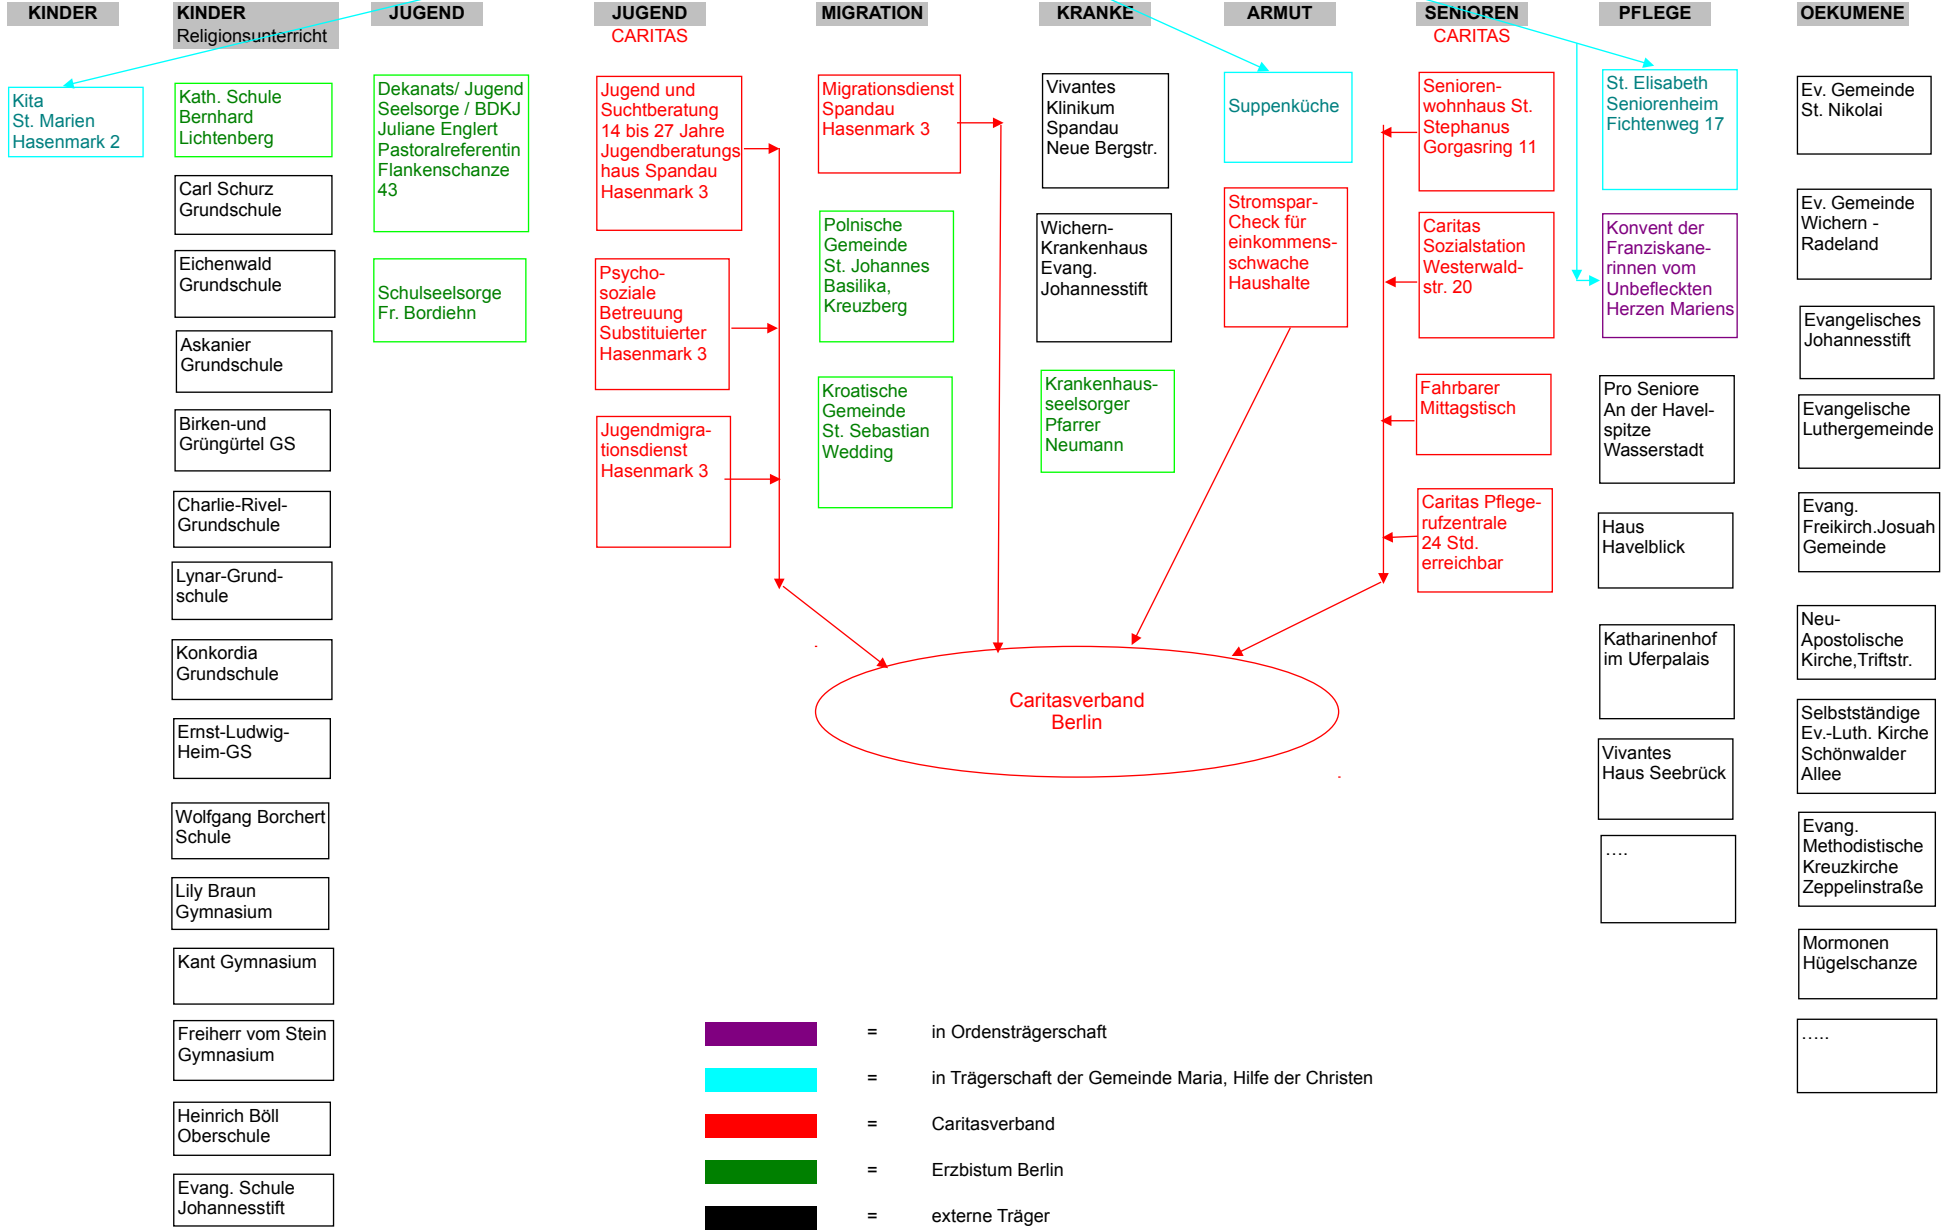 KINDER
Kita
St. Marien
Hasenmark 2
KINDER
Religionsunterricht
Kath. Schule
Bernhard
Lichtenberg
Carl Schurz
Grundschule
Eichenwald
Grundschule
Askanier
Grundschule
Birken-und
Grüngürtel GS
Charlie-Rivel-
Grundschule
Lynar-Grund-
schule
Konkordia
Grundschule
Ernst-Ludwig-
Heim-GS
Wolfgang Borchert
Schule
Lily Braun
Gymnasium
Kant Gymnasium
Freiherr vom Stein
Gymnasium
Heinrich Böll
Oberschule
Evang. Schule
Johannesstift
JUGEND
Dekanats/ Jugend
Seelsorge / BDKJ
Juliane Englert
Pastoralreferentin
Flankenschanze
43
Schulseelsorge
Fr. Bordiehn
JUGEND
CARITAS
Jugend und
Suchtberatung
14 bis 27 Jahre
Jugendberatungs
haus Spandau
Hasenmark 3
Psycho-
soziale
Betreuung
Substituierter
Hasenmark 3
Jugendmigra-
tionsdienst
Hasenmark 3
MIGRATION
Migrationsdienst
Spandau
Hasenmark 3
Polnische
Gemeinde
St. Johannes
Basilika,
Kreuzberg
Kroatische
Gemeinde
St. Sebastian
Wedding
KRANKE
Vivantes
Klinikum
Spandau
Neue Bergstr.
Wichern-
Krankenhaus
Evang.
Johannesstift
Krankenhaus-
seelsorger
Pfarrer
Neumann
ARMUT
Suppenküche
Stromspar-
Check für
einkommens-
schwache
Haushalte
SENIOREN
CARITAS
Senioren-
wohnhaus St.
Stephanus
Gorgasring 11
Caritas
Sozialstation
Westerwald-
str. 20
Fahrbarer
Mittagstisch
Caritas Pflege-
rufzentrale
24 Std.
erreichbar
PFLEGE
St. Elisabeth
Seniorenheim
Fichtenweg 17
Konvent der
Franziskane-
rinnen vom
Unbefleckten
Herzen Mariens
Pro Seniore
An der Havel-
spitze
Wasserstadt
Haus
Havelblick
Katharinenhof
im Uferpalais
Vivantes
Haus Seebrück
....
OEKUMENE
Ev. Gemeinde
St. Nikolai
Ev. Gemeinde
Wichern -
Radeland
Evangelisches
Johannesstift
Evangelische
Luthergemeinde
Evang.
Freikirch.Josuah
Gemeinde
Neu-
Apostolische
Kirche,Triftstr.
Selbstständige
Ev.-Luth. Kirche
Schönwalder
Allee
Evang.
Methodistische
Kreuzkirche
Zeppelinstraße
Mormonen
Hügelschanze
.....
Caritasverband
Berlin
= in Ordensträgerschaft
= in Trägerschaft der Gemeinde Maria, Hilfe der Christen
= Caritasverband
= Erzbistum Berlin
= externe Träger